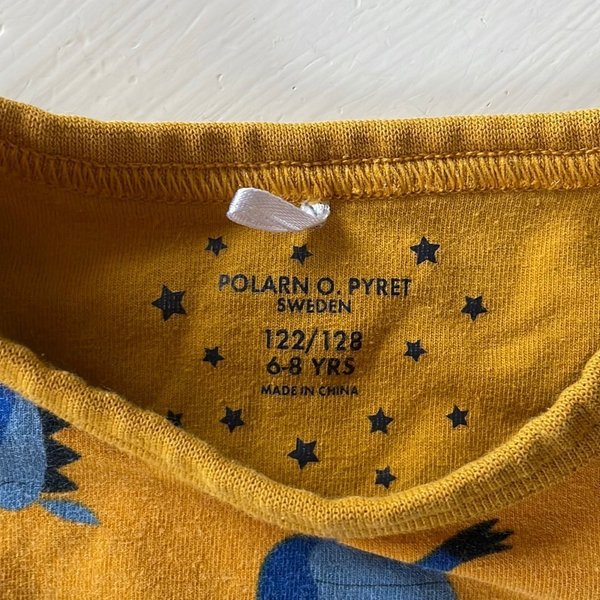 POLARN O. PYRET
SWEDEN
122/128
6-8 YRS
MADE IN CHINA